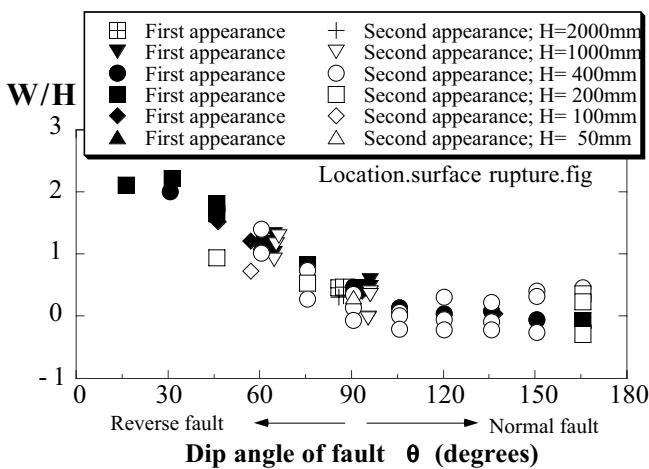 First appearance Second appearance; H=2000mm
First appearance Second appearance; H=1000mm
First appearance Second appearance; H= 400mm
First appearance Second appearance; H= 200mm
First appearance Second appearance; H= 100mm
First appearance Second appearance; H= 50mm
W/H
3
Location.surface rupture.fig
2
1
0
-1
0 30 60 90 120 150 180
Reverse fault Normal fault
Dip angle of fault θ (degrees)